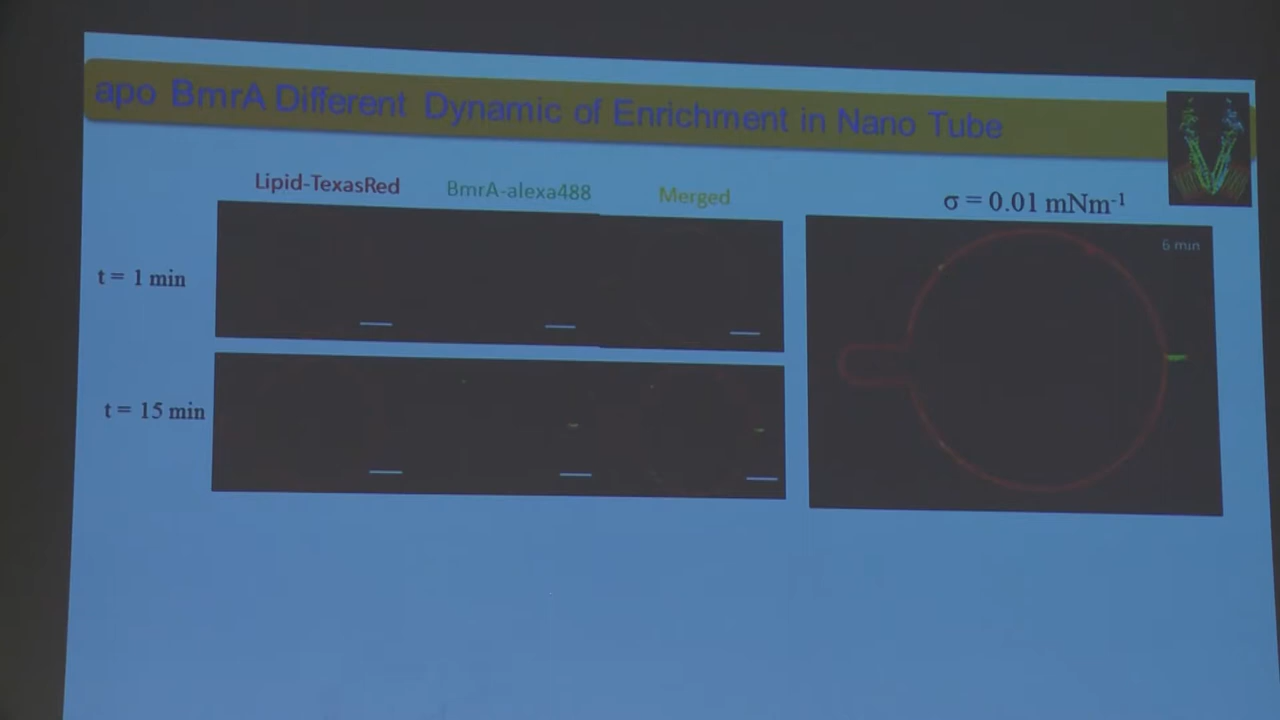 apo BmrA Different Dynamic of Enrichment in Nano Tube
Lipid-TexasRed
BmrA-alexa488
Merged
σ = 0.01 mNm-1
6 min
t = 1 min
t = 15 min